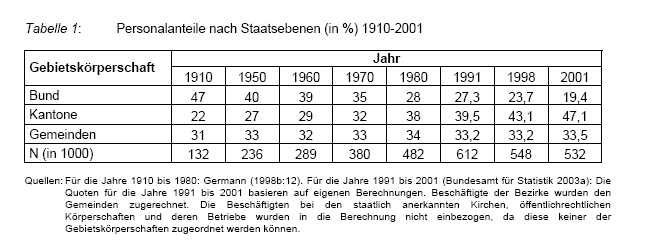 Tabelle 1: Personalanteile nach Staatsebenen (in %) 1910-2001
Gebietskörperschaft Jahr
1910 1950 1960 1970 1980 1991 1998 2001
Bund 47 40 39 35 28 27,3 23,7 19,4
Kantone 22 27 29 32 38 39,5 43,1 47,1
Gemeinden 31 33 32 33 34 33,2 33,2 33,5
N (in 1000) 132 236 289 380 482 612 548 532
Quellen: Für die Jahre 1910 bis 1980: Germann (1998b:12). Für die Jahre 1991 bis 2001 (Bundesamt für Statistik 2003a): Die
Quoten für die Jahre 1991 bis 2001 basieren auf eigenen Berechnungen. Beschäftigte der Bezirke wurden den
Gemeinden zugerechnet. Die Beschäftigten bei den staatlich anerkannten Kirchen, öffentlichrechtlichen
Körperschaften und deren Betriebe wurden in die Berechnung nicht einbezogen, da diese keiner der
Gebietskörperschaften zugeordnet werden können.